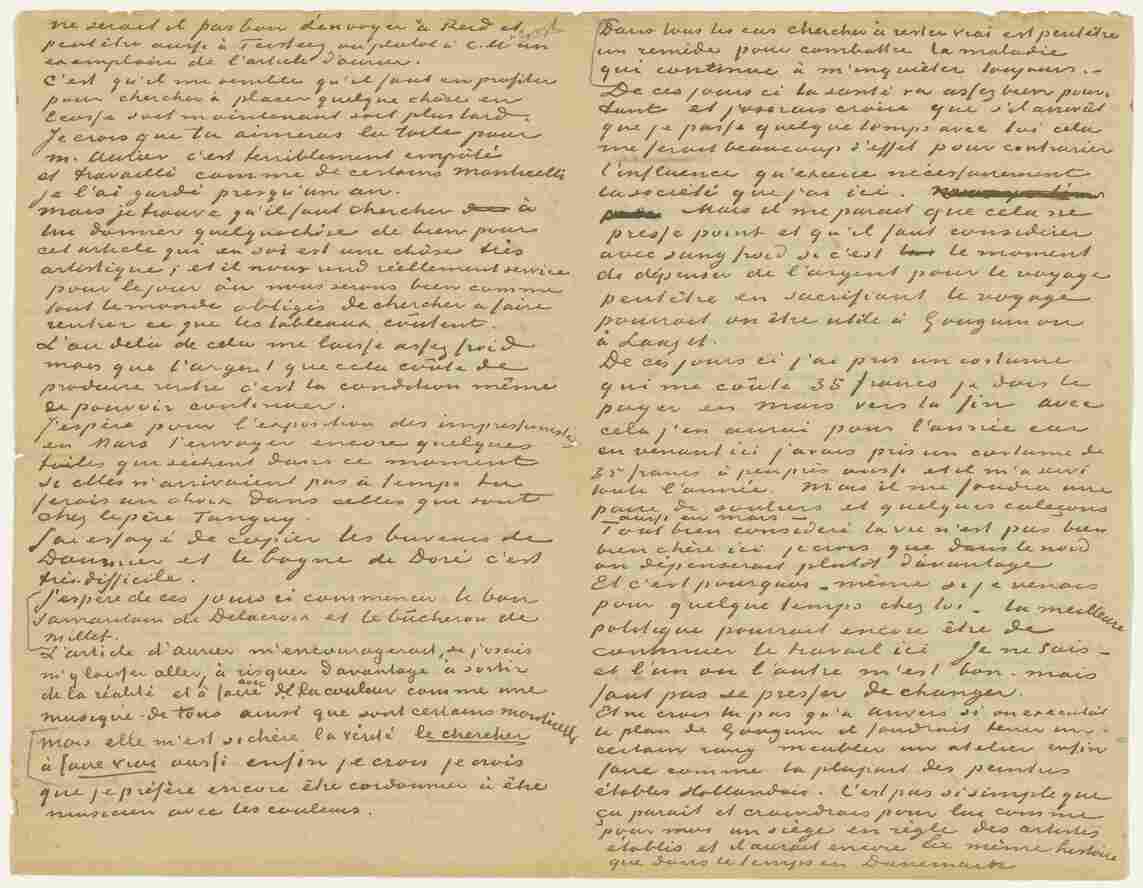 ne serait il pas bon d'envoyer à Reid et
peut être aussi à Tersteeg ou plutot à C.M. un
exemplaire de l'article d'Aurier.
C'est qu'il me semble qu'il faut en profiter
pour chercher à placer quelque chôse en
Ecosse soit maintenant soit plus tard.
Je crois que tu aimeras la toile pour
M. Aurier c'est terriblement empâté
et travaillé comme de certains Monticelli
je l'ai gardé presqu'un an.
Mais je trouve qu'il faut chercher à
lui donner quelquechôse de bien pour
cet article qui en soi est une chôse très
artistique; et il nous rend réellement service
pour le jour où nous serons bien comme
tout le monde obligés de chercher a faire
rentrer ce que les tableaux coûtent.
L'au delà de cela me laisse assez froid
mais que l'argent que cela coûte de
produire rentre c'est la condition même
de pouvoir continuer.
J'espère pour l'exposition des impressionistes
en Mars t'envoyer encore quelques
toiles qui sèchent dans ce moment
si elles n'arrivaient pas à temps tu
ferais un choix dans celles que sont
chez le père Tanguy.
J'ai essayé de copier les buveurs de
Daumier et le bagne de Doré c'est
très difficile.
J'espère de ces jours ci commencer le bon
Samaritain de Delacroix et le bûcheron de
Millet.
L'article d'Aurier m'encouragerait, si j'osais
m'y laisser aller, à risquer davantage à sortir
de la réalité et à faire avec de la couleur comme une
musique de tons ainsi que sont certains Monticelli
Mais elle m'est si chère la vérité le chercher
à faire vrai aussi enfin je crois je crois
que je préfère encore être cordonnier à être
musicien avec les couleurs.
Dans tous les cas chercher à rester vrai est peutêtre
un remède pour combattre la maladie
qui continue à m'inquiéter toujours.-
De ces jours ci la santé va assez bien pour-
tant et j'oserais croire que s'il arrivât
que je passe quelque temps avec toi cela
me ferait beaucoup d'effet pour contrarier
l'influence qu'exerce nécessairement
la société que j'ai ici.
Mais il me parait que cela ne
presse point et qu'il faut considérer
avec sang froid si c'est le moment
de dépenser de l'argent pour le voyage
peutêtre en sacrifiant le voyage
pourrait on être utile à Gauguin ou
à Lauzet.
De ces jours ci j'ai pris un costume
qui me coûte 35 francs je dois le
payer en Mars vers la fin avec
cela j'en aurai pour l'année car
en venant ici j'avais pris un costume de
35 francs à peu près aussi et il m'a servi
toute l'année. Mais il me faudra une
paire de souliers et quelques caleçons
aussi en mars -
Tout bien considéré la vie n'est pas bien
bien chère ici je crois que dans le nord
on dépenserait plutôt davantage
Et c'est pourquoi - même si je venais
pour quelque temps chez toi - la meilleure
politique pourrait encore être de
continuer le travail ici Je ne sais -
et l'un ou l'autre m'est bon - mais
faut pas se presser de changer.
Et ne crois tu pas qu'à Anvers si on executât
le plan de Gauguin il faudrait tenir un
certain rang meubler un atelier enfin
faire comme la plupart des peintres
établis Hollandais. C'est pas si simple que
ça parait et craindrais pour lui comme
pour moi un siège en règle des artistes
établis et il aurait encore la même histoire
que dans le temps en Danemark